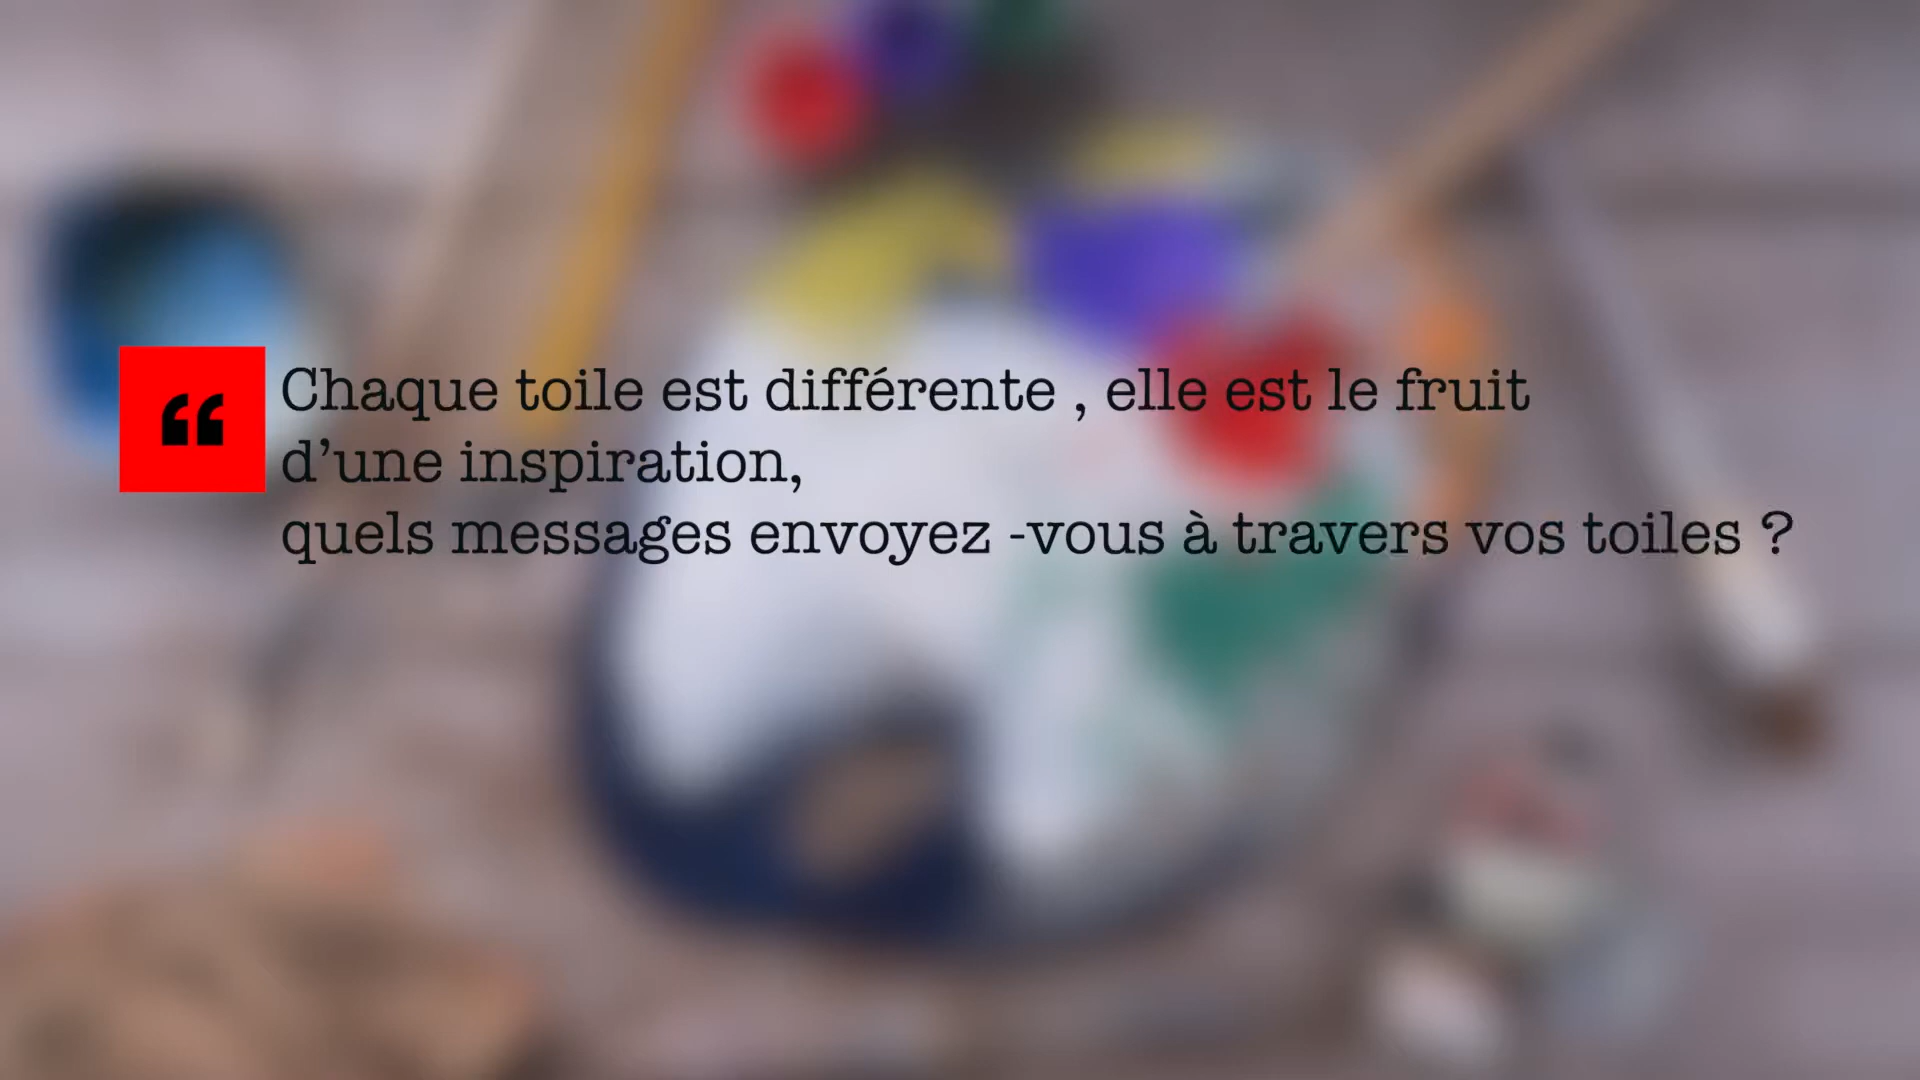 “
Chaque toile est différente , elle est le fruit
d’une inspiration,
quels messages envoyez -vous à travers vos toiles ?